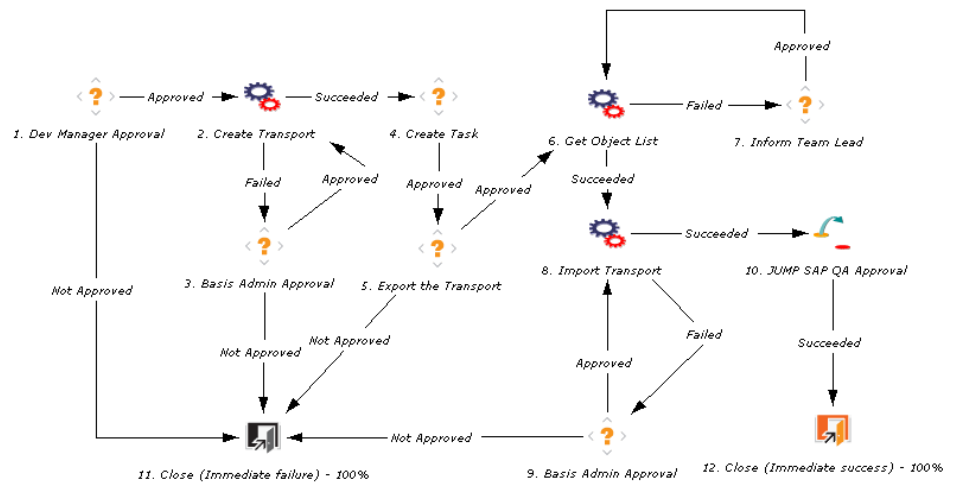 Approved
?
Approved
?
Succeeded
?
Failed
?
1. Dev Manager Approval
2. Create Transport
4. Create Task
6. Get Object List
7. Inform Team Lead
Failed
Approved
Approved
Approved
Succeeded
?
?
Succeeded
3. Basis Admin Approval
5. Export the Transport
8. Import Transport
10. JUMP SAP QA Approval
Not Approved
Not Approved
Not Approved
Approved
Failed
Succeeded
Not Approved
?
11. Close (Immediate failure) - 100%
9. Basis Admin Approval
12. Close (Immediate success) - 100%